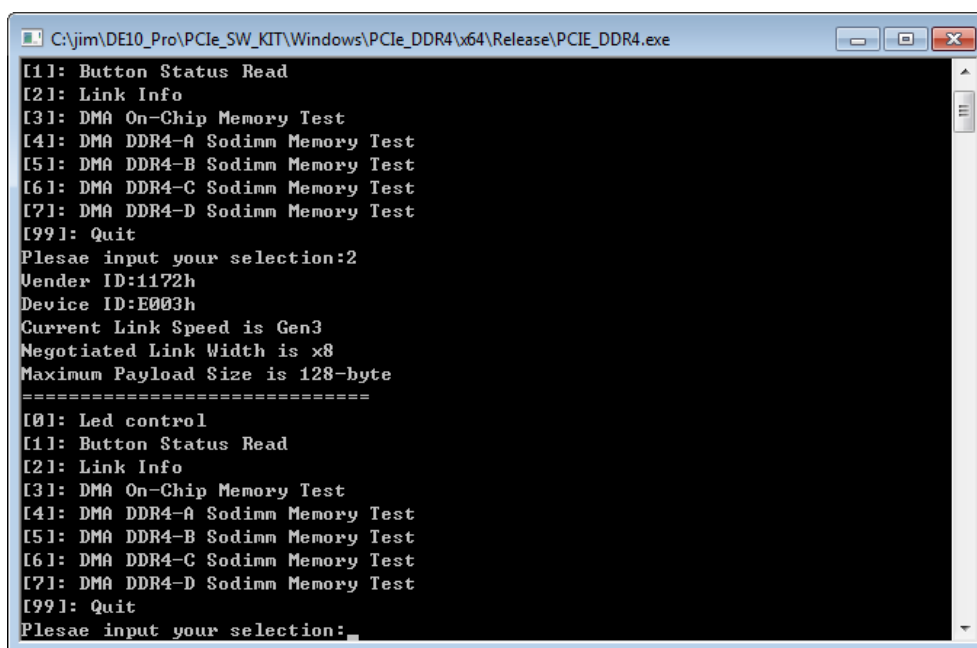 C:\jim\DE10_Pro\PCIe_SW_KIT\Windows\PCIe_DDR4\x64\Release\PCIE_DDR4.exe
[1]: Button Status Read
[2]: Link Info
[3]: DMA On-Chip Memory Test
[4]: DMA DDR4-A Sodimm Memory Test
[5]: DMA DDR4-B Sodimm Memory Test
[6]: DMA DDR4-C Sodimm Memory Test
[7]: DMA DDR4-D Sodimm Memory Test
[99]: Quit
Plesae input your selection:2
Vender ID:1172h
Device ID:E003h
Current Link Speed is Gen3
Negotiated Link Width is x8
Maximum Payload Size is 128-byte
==============================
[0]: Led control
[1]: Button Status Read
[2]: Link Info
[3]: DMA On-Chip Memory Test
[4]: DMA DDR4-A Sodimm Memory Test
[5]: DMA DDR4-B Sodimm Memory Test
[6]: DMA DDR4-C Sodimm Memory Test
[7]: DMA DDR4-D Sodimm Memory Test
[99]: Quit
Plesae input your selection:_